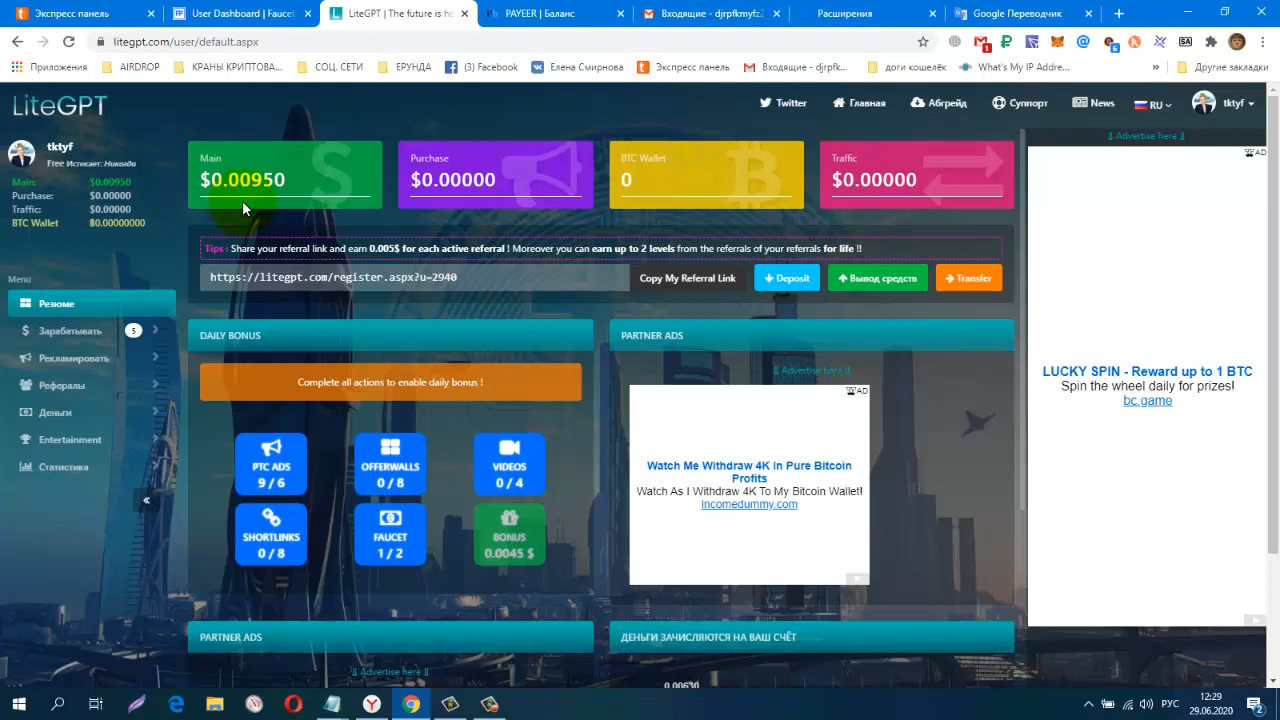 Экспресс панель
User Dashboard | Faucet
LiteGPT | The future is he
PAYEER | Баланс
Входящие - djrpfkmyfz
Расширения
Google Переводчик
litegpt.com/user/default.aspx
Приложения
AIRDROP
КРАНЫ КРИПТОВА...
СОЦ. СЕТИ
ЕРУНДА
(3) Facebook
Елена Смирнова
Экспресс панель
Входящие - djrpfk...
доги кошелёк
What's My IP Addre...
»
Другие закладки
LiteGPT
Twitter
Главная
Абгрейд
Суппорт
News
RU
tktyf
tktyf
Free Истекает: Никогда
Main: $0.00950
Purchase: $0.00000
Traffic: $0.00000
BTC Wallet ฿0.00000000
Main
$0.00950
Purchase
$0.00000
BTC Wallet
0
Traffic
$0.00000
Advertise here
AD
Tips : Share your referral link and earn 0.005$ for each active referral ! Moreover you can earn up to 2 levels from the referrals of your referrals for life !!
https://litegpt.com/register.aspx?u=2940
Copy My Referral Link
Deposit
Вывод средств
Transfer
Menu
Резюме
Зарабатывать 5
Рекламировать
Рефералы
Деньги
Entertainment
Статистика
«
DAILY BONUS
Complete all actions to enable daily bonus !
PTC ADS
9 / 6
OFFERWALLS
0 / 8
VIDEOS
0 / 4
SHORTLINKS
0 / 8
FAUCET
1 / 2
BONUS
0.0045 $
PARTNER ADS
Advertise here
AD
Watch Me Withdraw 4K In Pure Bitcoin
Profits
Watch As I Withdraw 4K To My Bitcoin Wallet!
incomedummy.com
LUCKY SPIN - Reward up to 1 BTC
Spin the wheel daily for prizes!
bc.game
PARTNER ADS
Advertise here
ДЕНЬГИ ЗАЧИСЛЯЮТСЯ НА ВАШ СЧЁТ
0.00630
РУС
12:29
29.06.2020
2